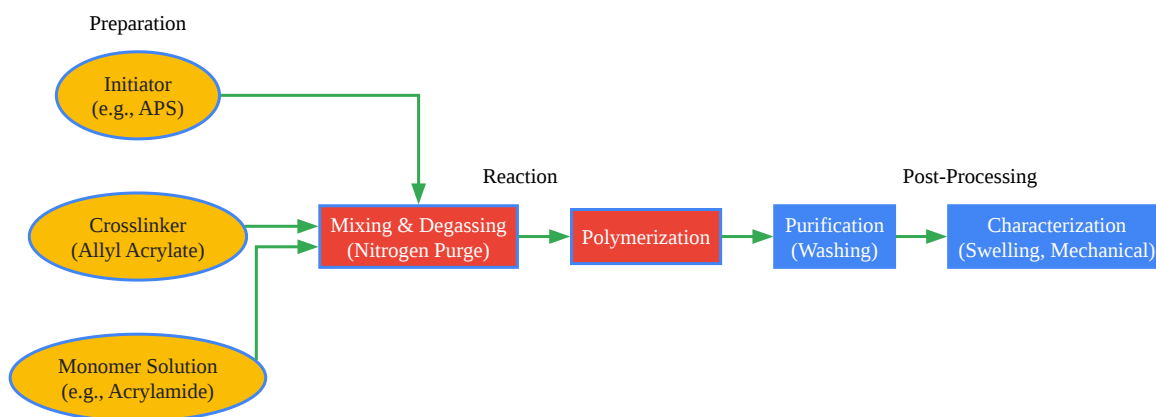 Preparation
Initiator
(e.g., APS)
Crosslinker
(Allyl Acrylate)
Monomer Solution
(e.g., Acrylamide)
Reaction
Mixing & Degassing
(Nitrogen Purge)
Polymerization
Post-Processing
Purification
(Washing)
Characterization
(Swelling, Mechanical)